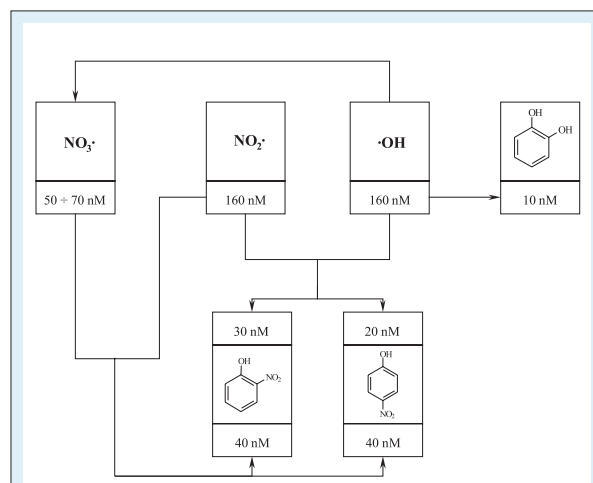 NO₃·
NO₂·
·OH
OH
OH
50 ÷ 70 nM
160 nM
160 nM
10 nM
30 nM
20 nM
OH
NO₂
OH
NO₂
40 nM
40 nM